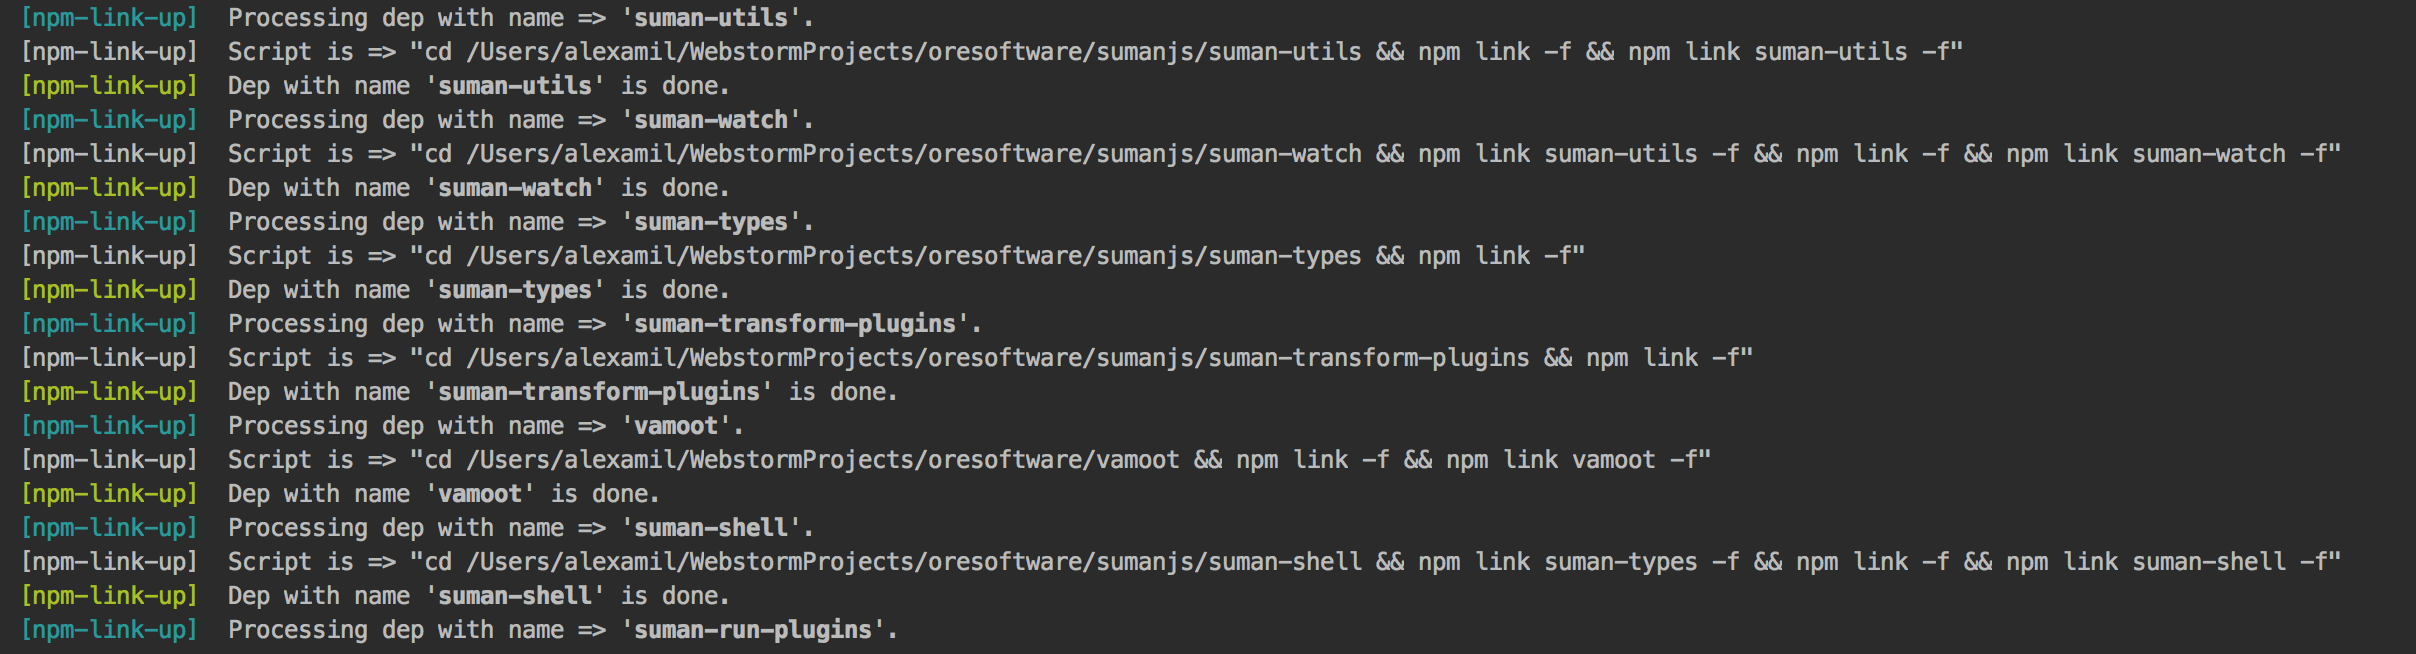 [npm-link-up]  Processing dep with name => 'suman-utils'.
[npm-link-up]  Script is => "cd /Users/alexamil/WebstormProjects/oresoftware/sumanjs/suman-utils && npm link -f && npm link suman-utils -f"
[npm-link-up]  Dep with name 'suman-utils' is done.
[npm-link-up]  Processing dep with name => 'suman-watch'.
[npm-link-up]  Script is => "cd /Users/alexamil/WebstormProjects/oresoftware/sumanjs/suman-watch && npm link suman-utils -f && npm link -f && npm link suman-watch -f"
[npm-link-up]  Dep with name 'suman-watch' is done.
[npm-link-up]  Processing dep with name => 'suman-types'.
[npm-link-up]  Script is => "cd /Users/alexamil/WebstormProjects/oresoftware/sumanjs/suman-types && npm link -f"
[npm-link-up]  Dep with name 'suman-types' is done.
[npm-link-up]  Processing dep with name => 'suman-transform-plugins'.
[npm-link-up]  Script is => "cd /Users/alexamil/WebstormProjects/oresoftware/sumanjs/suman-transform-plugins && npm link -f"
[npm-link-up]  Dep with name 'suman-transform-plugins' is done.
[npm-link-up]  Processing dep with name => 'vamoot'.
[npm-link-up]  Script is => "cd /Users/alexamil/WebstormProjects/oresoftware/vamoot && npm link -f && npm link vamoot -f"
[npm-link-up]  Dep with name 'vamoot' is done.
[npm-link-up]  Processing dep with name => 'suman-shell'.
[npm-link-up]  Script is => "cd /Users/alexamil/WebstormProjects/oresoftware/sumanjs/suman-shell && npm link suman-types -f && npm link -f && npm link suman-shell -f"
[npm-link-up]  Dep with name 'suman-shell' is done.
[npm-link-up]  Processing dep with name => 'suman-run-plugins'.